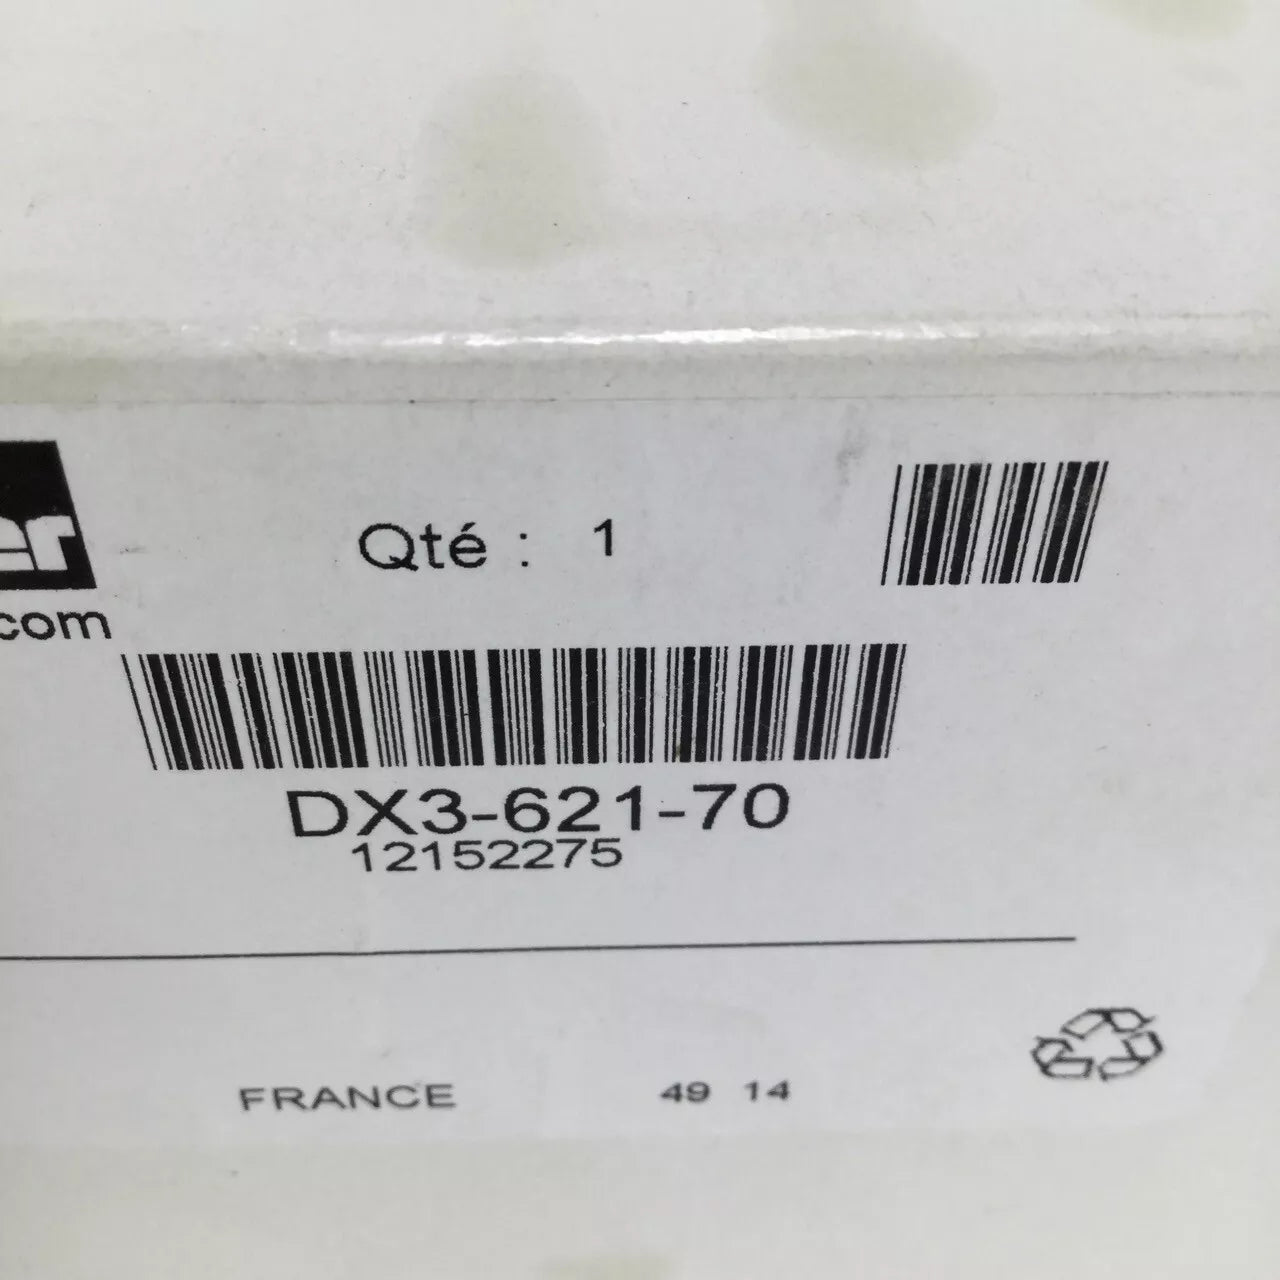 er
Qté : 1
com
DX3-621-70
12152275
FRANCE 49 14